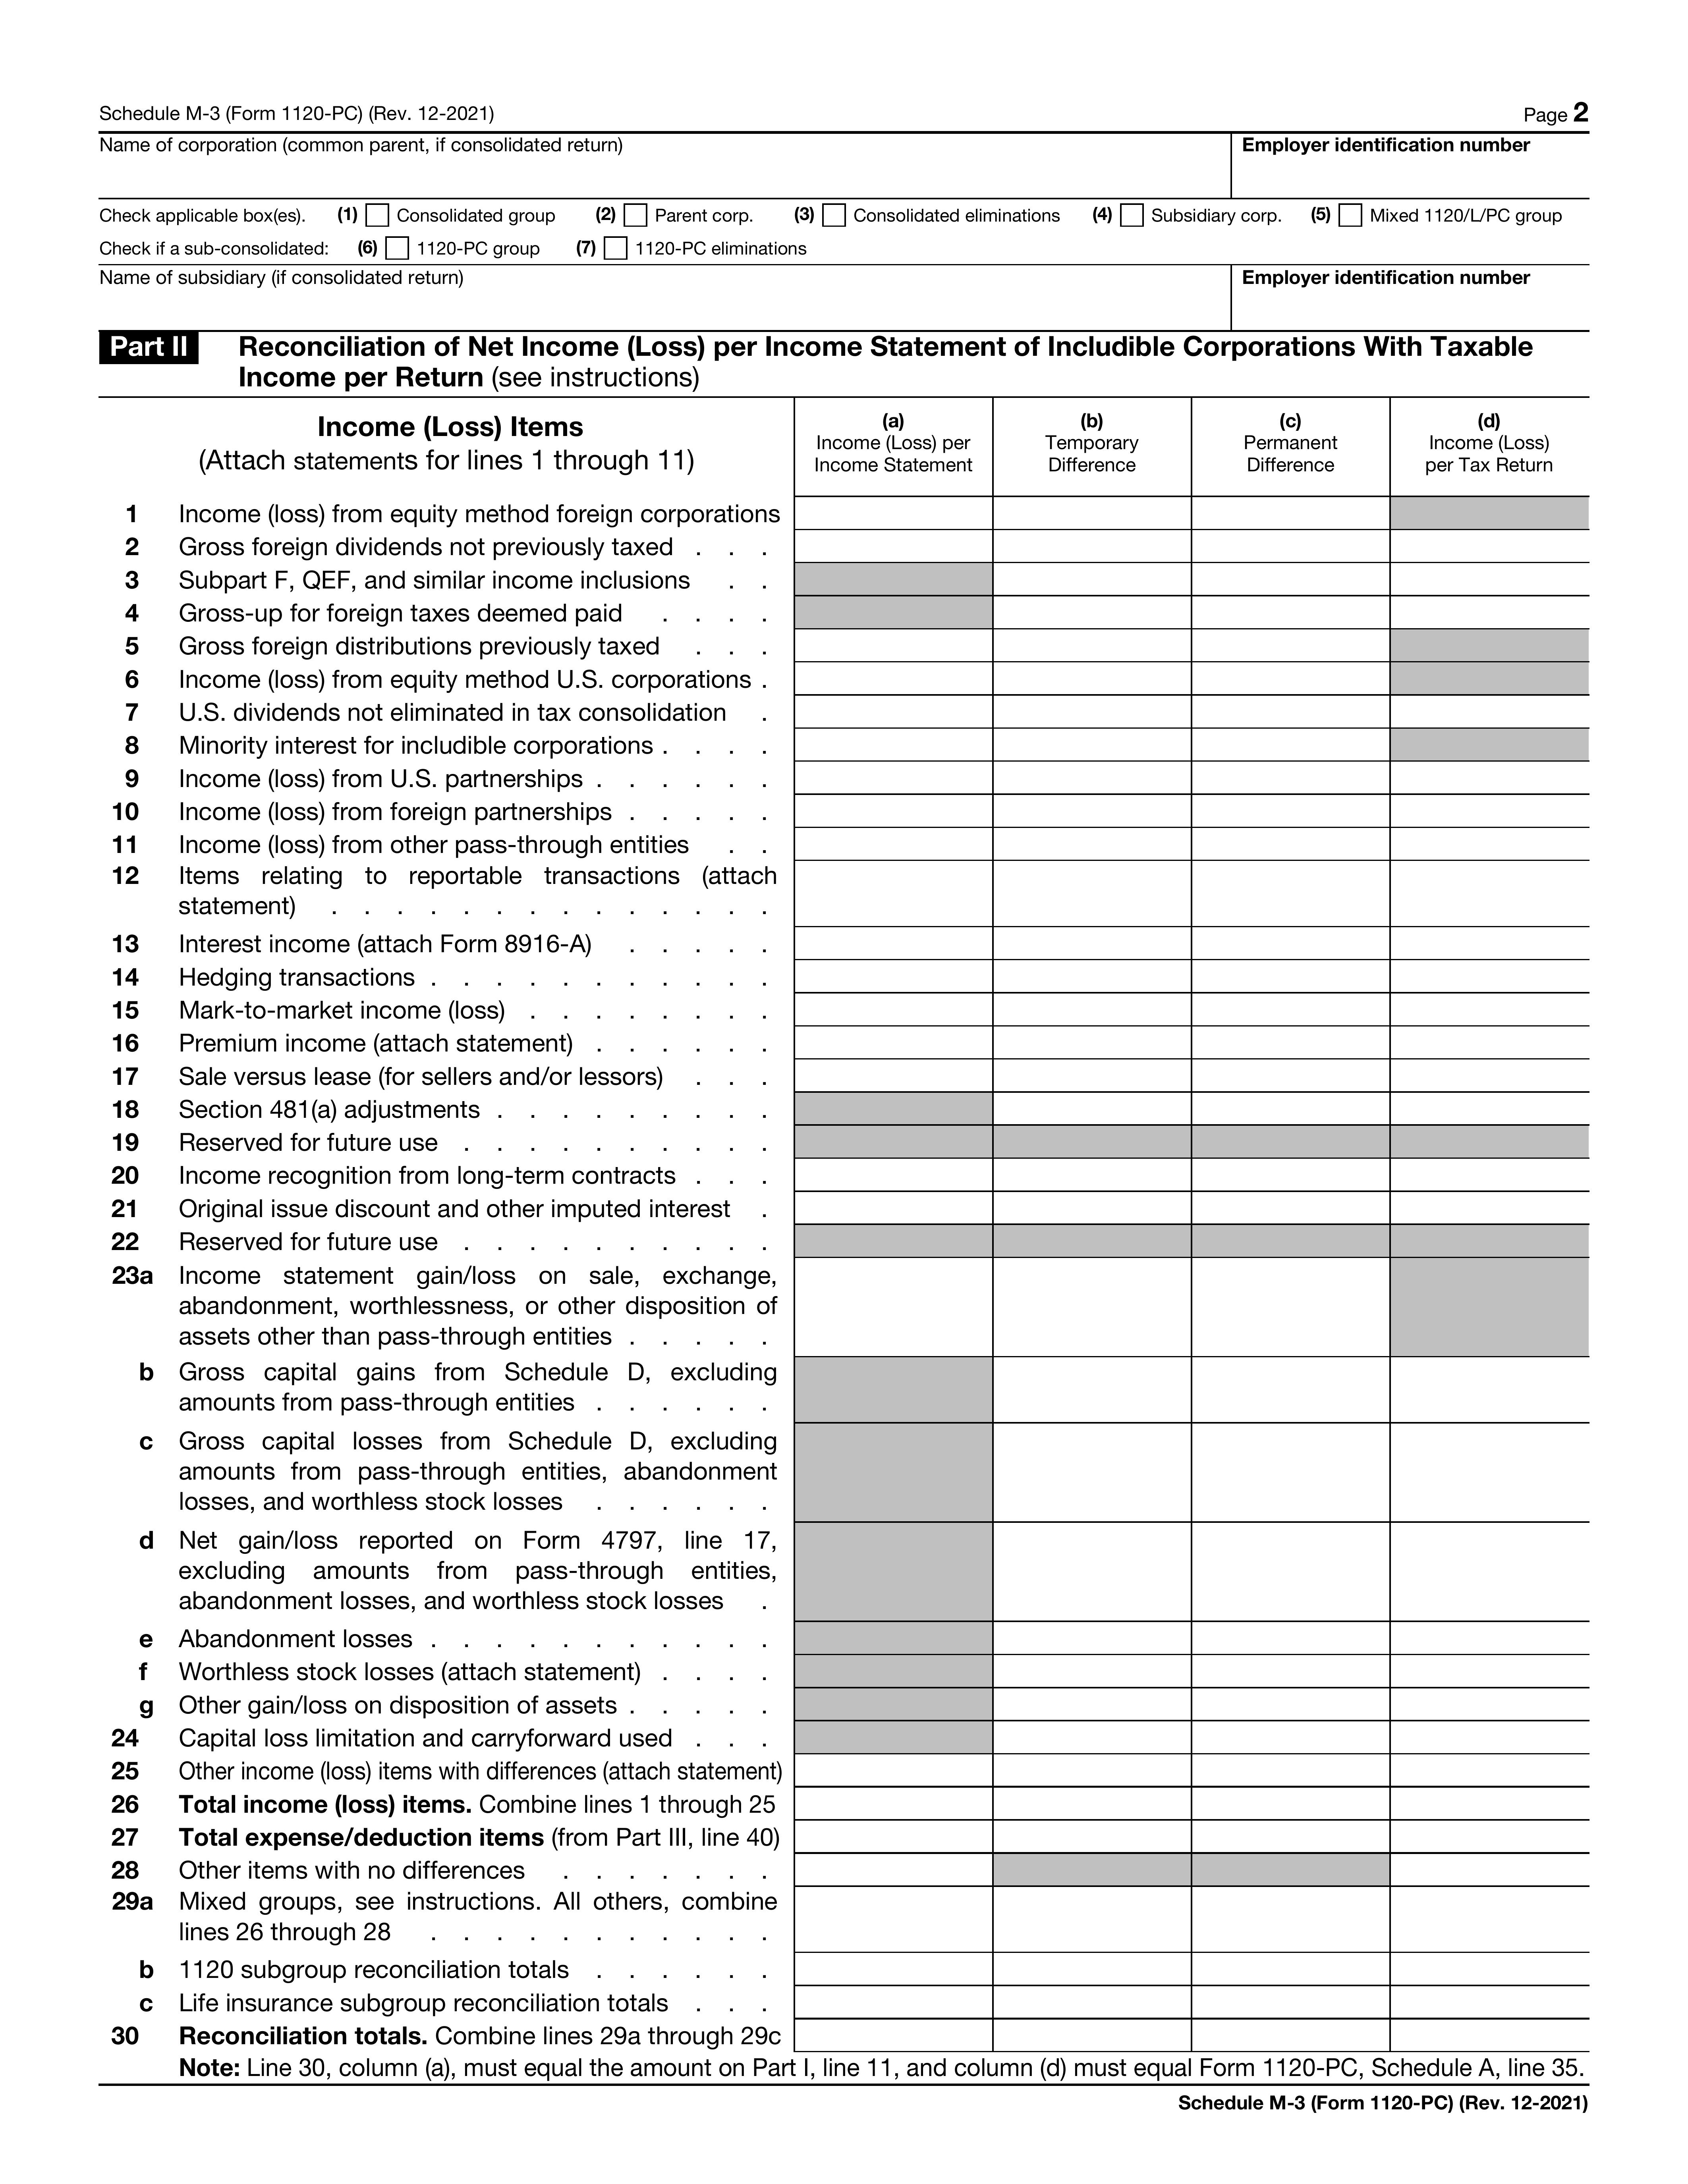 Schedule M-3 (Form 1120-PC) (Rev. 12-2021) Page 2
Name of corporation (common parent, if consolidated return) Employer identification number
Check applicable box(es). (1) Consolidated group (2) Parent corp. (3) Consolidated eliminations (4) Subsidiary corp. (5) Mixed 1120/L/PC group
Check if a sub-consolidated: (6) 1120-PC group (7) 1120-PC eliminations
Name of subsidiary (if consolidated return) Employer identification number
Part II Reconciliation of Net Income (Loss) per Income Statement of Includible Corporations With Taxable
Income per Return (see instructions)
Income (Loss) Items
(Attach statements for lines 1 through 11)
(a)
Income (Loss) per
Income Statement
(b)
Temporary
Difference
(c)
Permanent
Difference
(d)
Income (Loss)
per Tax Return
1 Income (loss) from equity method foreign corporations
2 Gross foreign dividends not previously taxed . . .
3 Subpart F, QEF, and similar income inclusions . .
4 Gross-up for foreign taxes deemed paid . . . .
5 Gross foreign distributions previously taxed . . .
6 Income (loss) from equity method U.S. corporations .
7 U.S. dividends not eliminated in tax consolidation .
8 Minority interest for includible corporations . . . .
9 Income (loss) from U.S. partnerships . . . . . .
10 Income (loss) from foreign partnerships . . . . .
11 Income (loss) from other pass-through entities . .
12 Items relating to reportable transactions (attach
statement) . . . . . . . . . . . . . .
13 Interest income (attach Form 8916-A) . . . . .
14 Hedging transactions . . . . . . . . . . .
15 Mark-to-market income (loss) . . . . . . . .
16 Premium income (attach statement) . . . . . .
17 Sale versus lease (for sellers and/or lessors) . . .
18 Section 481(a) adjustments . . . . . . . . .
19 Reserved for future use . . . . . . . . . .
20 Income recognition from long-term contracts . . .
21 Original issue discount and other imputed interest .
22 Reserved for future use . . . . . . . . . .
23a Income statement gain/loss on sale, exchange,
abandonment, worthlessness, or other disposition of
assets other than pass-through entities . . . . .
b Gross capital gains from Schedule D, excluding
amounts from pass-through entities . . . . . .
c Gross capital losses from Schedule D, excluding
amounts from pass-through entities, abandonment
losses, and worthless stock losses . . . . . .
d Net gain/loss reported on Form 4797, line 17,
excluding amounts from pass-through entities,
abandonment losses, and worthless stock losses .
e Abandonment losses . . . . . . . . . . .
f Worthless stock losses (attach statement) . . . .
g Other gain/loss on disposition of assets . . . . .
24 Capital loss limitation and carryforward used . . .
25 Other income (loss) items with differences (attach statement)
26 Total income (loss) items. Combine lines 1 through 25
27 Total expense/deduction items (from Part III, line 40)
28 Other items with no differences . . . . . . .
29a Mixed groups, see instructions. All others, combine
lines 26 through 28 . . . . . . . . . . .
b 1120 subgroup reconciliation totals . . . . . .
c Life insurance subgroup reconciliation totals . . .
30 Reconciliation totals. Combine lines 29a through 29c
Note: Line 30, column (a), must equal the amount on Part I, line 11, and column (d) must equal Form 1120-PC, Schedule A, line 35.
Schedule M-3 (Form 1120-PC) (Rev. 12-2021)